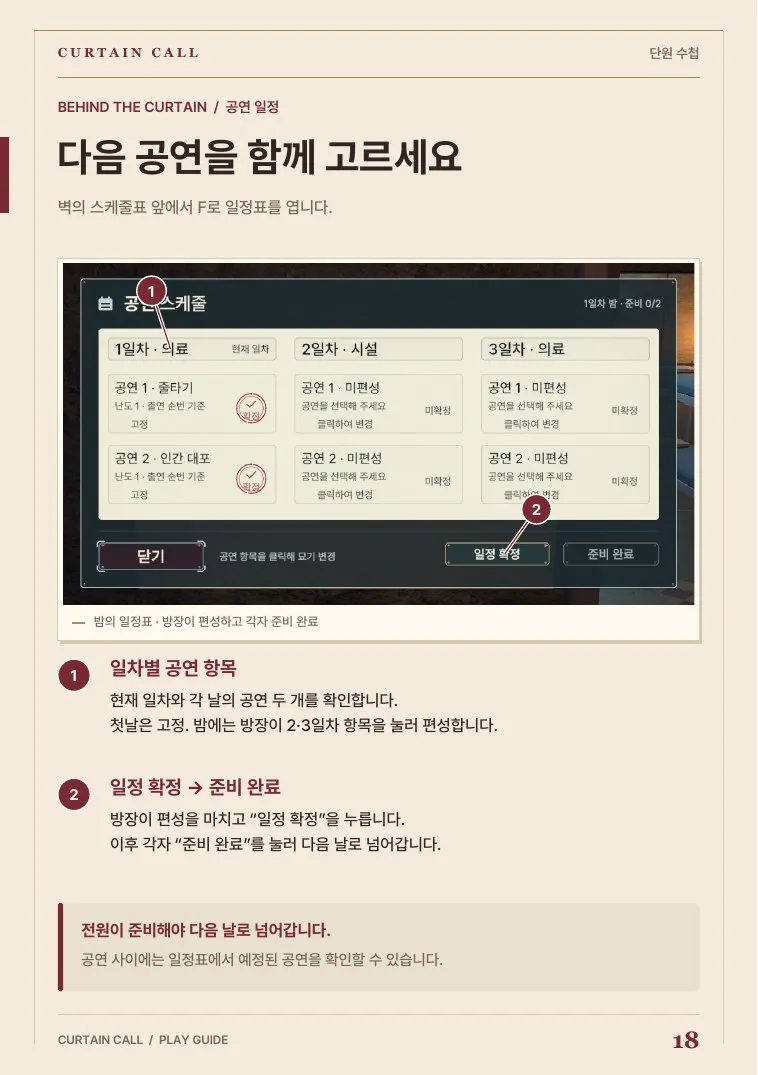 CURTAIN CALL
단원 수첩
BEHIND THE CURTAIN / 공연 일정
다음 공연을 함께 고르세요
벽의 스케줄표 앞에서 F로 일정표를 엽니다.
1
공연 스케줄
1일차 밤 · 준비 0/2
1일차 · 의료
현재 일차
2일차 · 시설
3일차 · 의료
공연 1 · 줄타기
난도 1 · 출연 순번 기준
고정
확정
공연 1 · 미편성
공연을 선택해 주세요
클릭하여 변경
미확정
공연 1 · 미편성
공연을 선택해 주세요
클릭하여 변경
미확정
공연 2 · 인간 대포
난도 1 · 출연 순번 기준
고정
확정
공연 2 · 미편성
공연을 선택해 주세요
클릭하여 변경
미확정
공연 2 · 미편성
공연을 선택해 주세요
클릭하여 변경
미확정
2
닫기
공연 항목을 클릭해 묘기 변경
일정 확정
준비 완료
밤의 일정표 · 방장이 편성하고 각자 준비 완료
1
일차별 공연 항목
현재 일차와 각 날의 공연 두 개를 확인합니다.
첫날은 고정. 밤에는 방장이 2·3일차 항목을 눌러 편성합니다.
2
일정 확정 → 준비 완료
방장이 편성을 마치고 “일정 확정”을 누릅니다.
이후 각자 “준비 완료”를 눌러 다음 날로 넘어갑니다.
전원이 준비해야 다음 날로 넘어갑니다.
공연 사이에는 일정표에서 예정된 공연을 확인할 수 있습니다.
CURTAIN CALL / PLAY GUIDE
18